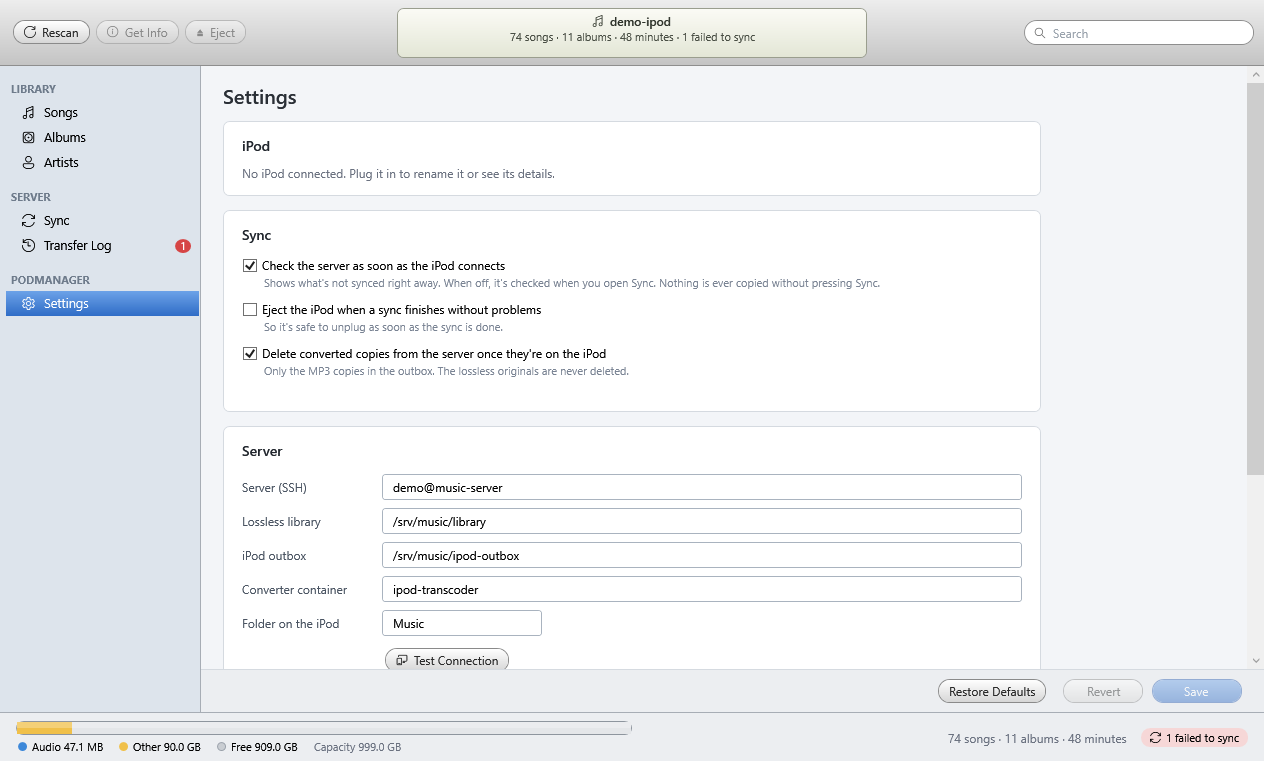 Rescan
Get Info
Eject
demo-ipod
74 songs · 11 albums · 48 minutes · 1 failed to sync
Search
LIBRARY
Songs
Albums
Artists
SERVER
Sync
Transfer Log
1
PODMANAGER
Settings
Settings
iPod
No iPod connected. Plug it in to rename it or see its details.
Sync
Check the server as soon as the iPod connects
Shows what's not synced right away. When off, it's checked when you open Sync. Nothing is ever copied without pressing Sync.
Eject the iPod when a sync finishes without problems
So it's safe to unplug as soon as the sync is done.
Delete converted copies from the server once they're on the iPod
Only the MP3 copies in the outbox. The lossless originals are never deleted.
Server
Server (SSH)
demo@music-server
Lossless library
/srv/music/library
iPod outbox
/srv/music/ipod-outbox
Converter container
ipod-transcoder
Folder on the iPod
Music
Test Connection
Restore Defaults
Revert
Save
Audio 47.1 MB
Other 90.0 GB
Free 909.0 GB
Capacity 999.0 GB
74 songs · 11 albums · 48 minutes
1 failed to sync